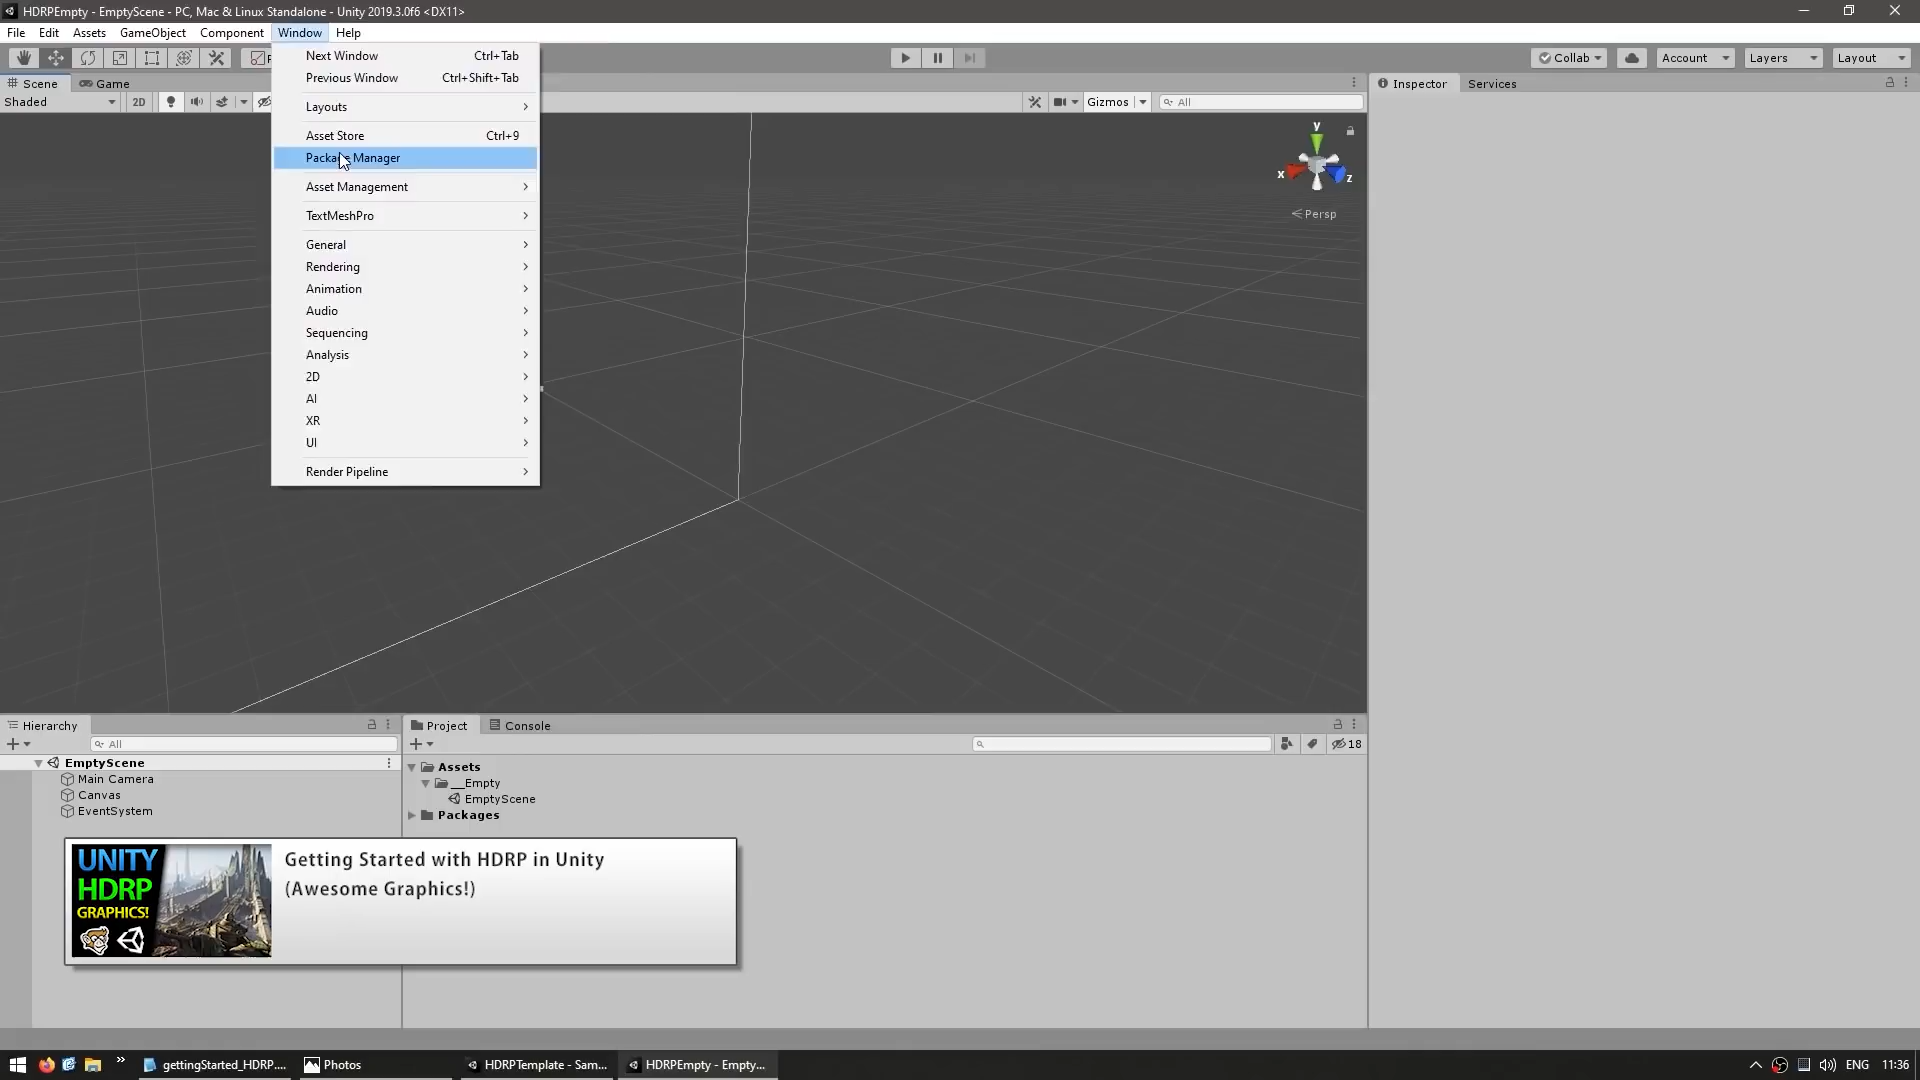 HDRPEmpty - EmptyScene - PC, Mac & Linux Standalone - Unity 2019.3.0f6 <DX11>
File Edit Assets GameObject Component Window Help
Collab Account Layers Layout
Scene Game
Shaded 2D
Gizmos All
Inspector Services
Next Window Ctrl+Tab
Previous Window Ctrl+Shift+Tab
Layouts
Asset Store Ctrl+9
Package Manager
Asset Management
TextMeshPro
General
Rendering
Animation
Audio
Sequencing
Analysis
2D
AI
XR
UI
Render Pipeline
y
x
z
Persp
Hierarchy
All
EmptyScene
Main Camera
Canvas
EventSystem
Project Console
18
Assets
__Empty
EmptyScene
Packages
UNITY
HDRP
GRAPHICS!
Getting Started with HDRP in Unity
(Awesome Graphics!)
gettingStarted_HDRP.... Photos HDRPTemplate - Sam... HDRPEmpty - Empty... ENG 11:36